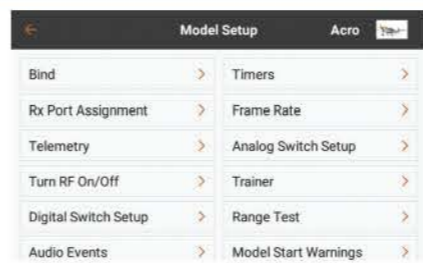 Model Setup Acro
Bind
Timers
Rx Port Assignment
Frame Rate
Telemetry
Analog Switch Setup
Turn RF On/Off
Trainer
Digital Switch Setup
Range Test
Audio Events
Model Start Warnings